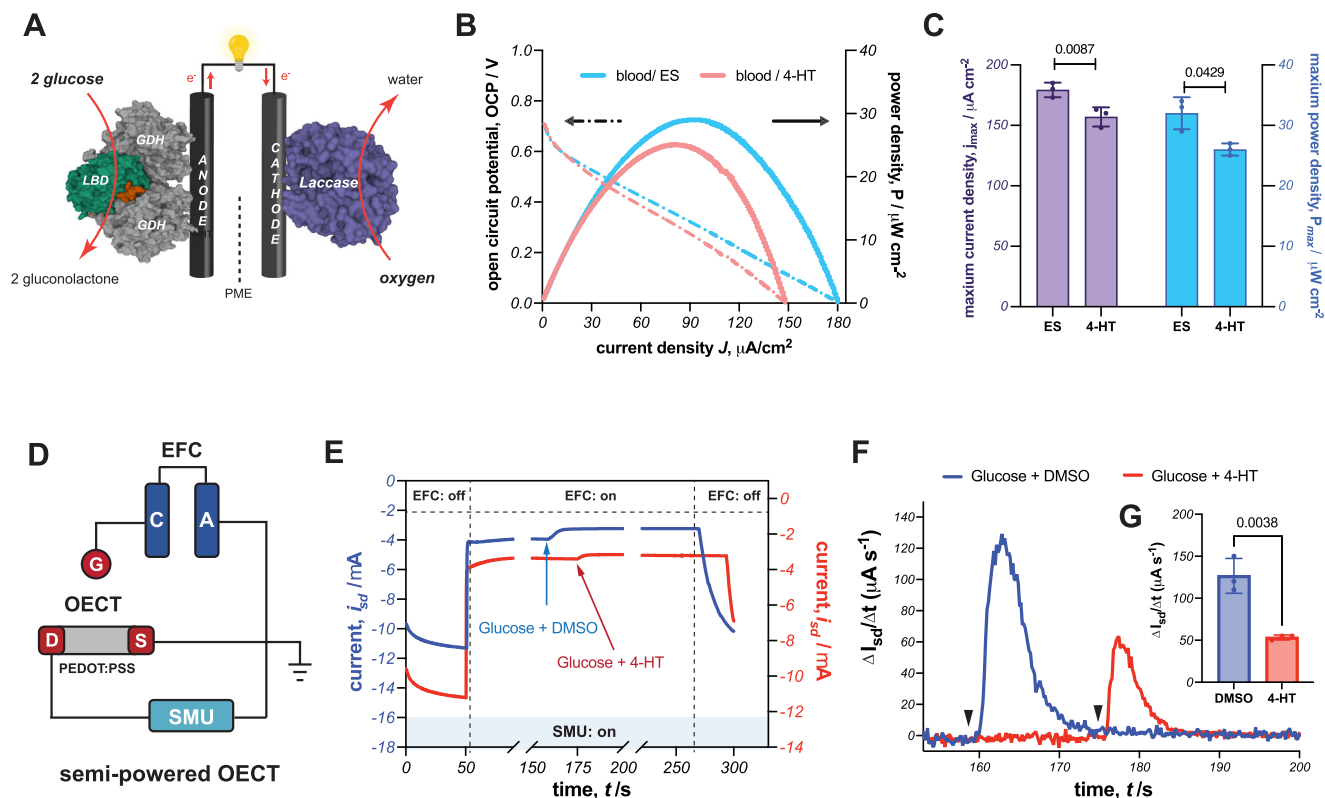 A
2 glucose
e-
e-
water
GDH
LBD
GDH
ANODE
CATHODE
Laccase
2 gluconolactone
PME
oxygen
B
open circuit potential, OCP / V
1.0
0.8
0.6
0.4
0.2
0.0
blood/ ES
blood / 4-HT
40
30
20
10
0
power density, P / μW cm-2
0 30 60 90 120 150 180
current density J, μA/cm2
C
maxium current density, jmax / μA cm-2
200
150
100
50
0
0.0087
0.0429
40
30
20
10
0
maxium power density, Pmax / μW cm-2
ES 4-HT ES 4-HT
D
EFC
C A
G
OECT
D S
PEDOT:PSS
SMU
semi-powered OECT
E
current, isd /mA
0
-2
-4
-6
-8
-10
-12
-14
-16
-18
EFC: off EFC: on EFC: off
Glucose + DMSO
Glucose + 4-HT
SMU: on
0
-2
-4
-6
-8
-10
-12
-14
current, isd / mA
0 50 150 175 200 250 300
time, t /s
F
Glucose + DMSO Glucose + 4-HT
Δ Isd/Δt (μA s-1)
140
120
100
80
60
40
20
0
160 170 180 190 200
time, t /s
G
Δ Isd/Δt (μA s-1)
200
150
100
50
0
0.0038
DMSO 4-HT